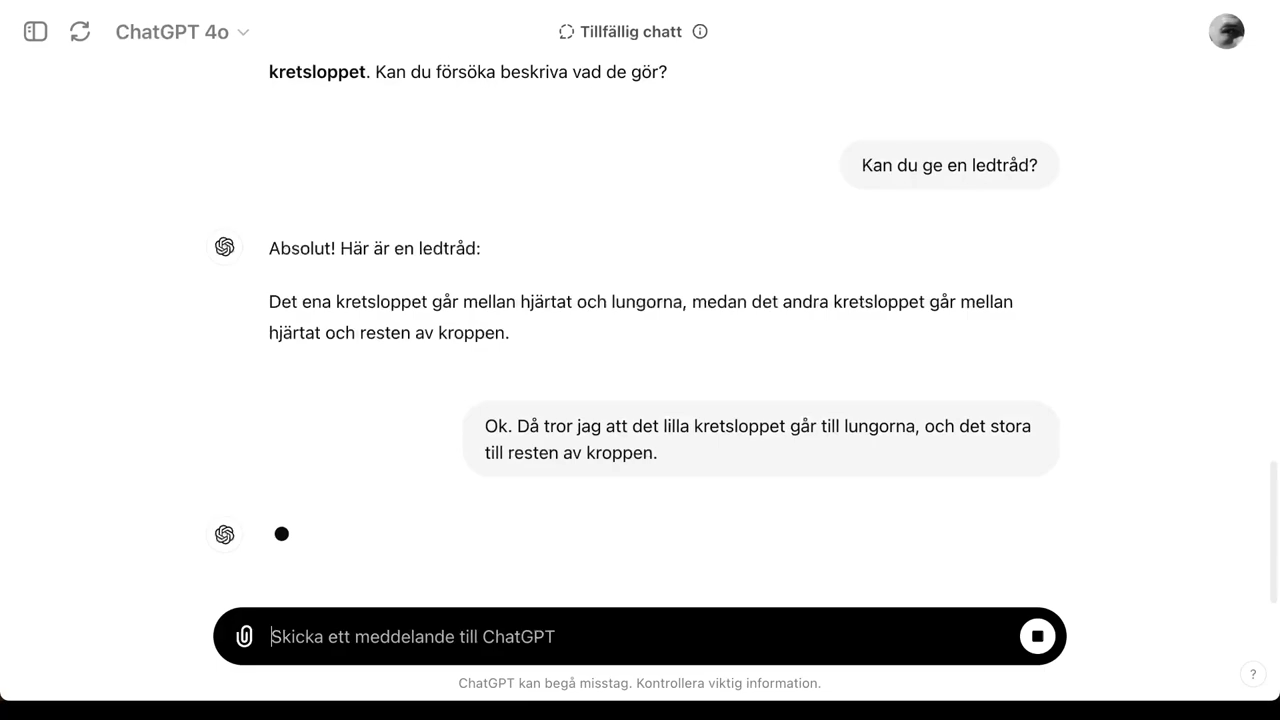 ChatGPT 4o
Tillfällig chatt
kretsloppet. Kan du försöka beskriva vad de gör?
Kan du ge en ledtråd?
Absolut! Här är en ledtråd:
Det ena kretsloppet går mellan hjärtat och lungorna, medan det andra kretsloppet går mellan
hjärtat och resten av kroppen.
Ok. Då tror jag att det lilla kretsloppet går till lungorna, och det stora
till resten av kroppen.
Skicka ett meddelande till ChatGPT
ChatGPT kan begå misstag. Kontrollera viktig information.
?